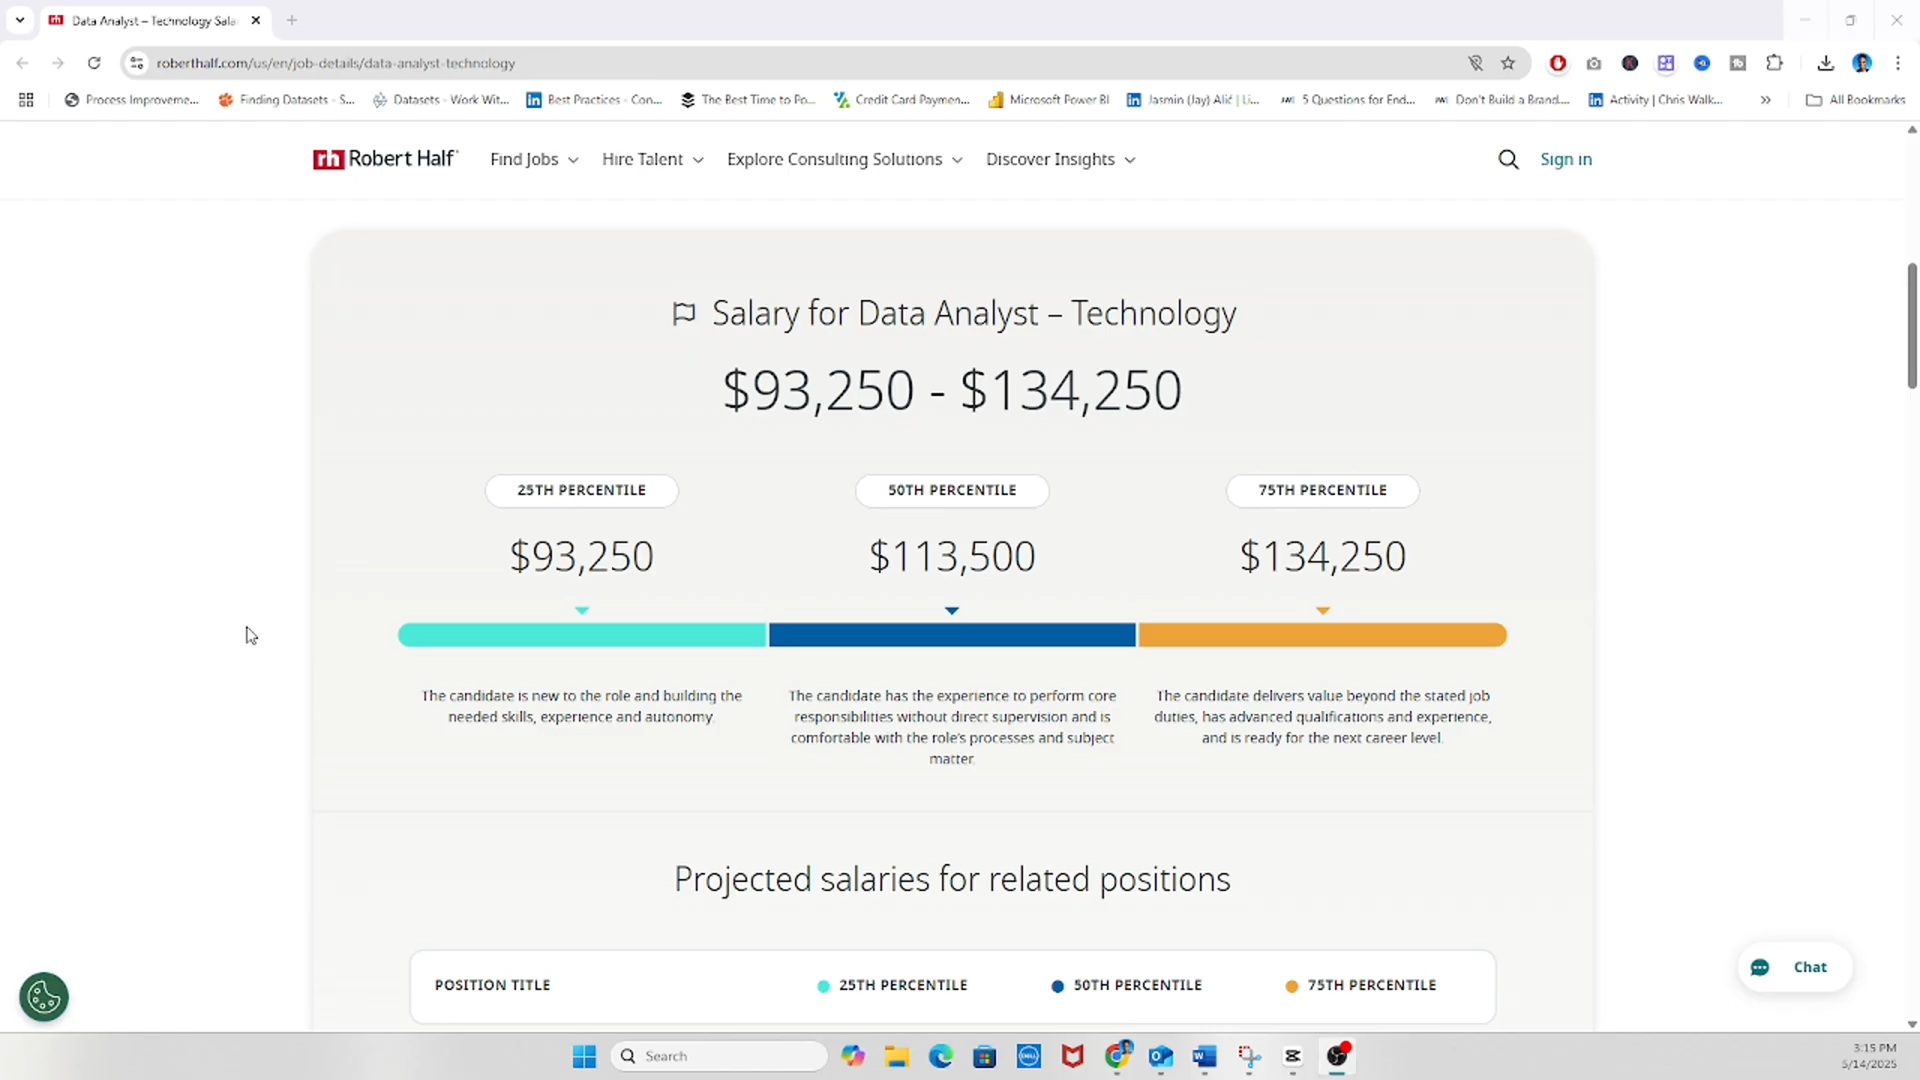 Data Analyst – Technology Sala
roberthalf.com/us/en/job-details/data-analyst-technology
Process Improveme...
Finding Datasets - S...
Datasets - Work Wit...
Best Practices - Con...
The Best Time to Po...
Credit Card Paymen...
Microsoft Power BI
Jasmin (Jay) Alić | Li...
5 Questions for End...
Don't Build a Brand....
Activity | Chris Walk...
All Bookmarks
rh Robert Half
Find Jobs
Hire Talent
Explore Consulting Solutions
Discover Insights
Sign in
Salary for Data Analyst – Technology
$93,250 - $134,250
25TH PERCENTILE
50TH PERCENTILE
75TH PERCENTILE
$93,250
$113,500
$134,250
The candidate is new to the role and building the
needed skills, experience and autonomy.
The candidate has the experience to perform core
responsibilities without direct supervision and is
comfortable with the role's processes and subject
matter.
The candidate delivers value beyond the stated job
duties, has advanced qualifications and experience,
and is ready for the next career level.
Projected salaries for related positions
POSITION TITLE
25TH PERCENTILE
50TH PERCENTILE
75TH PERCENTILE
Chat
Search
3:15 PM
5/14/2025